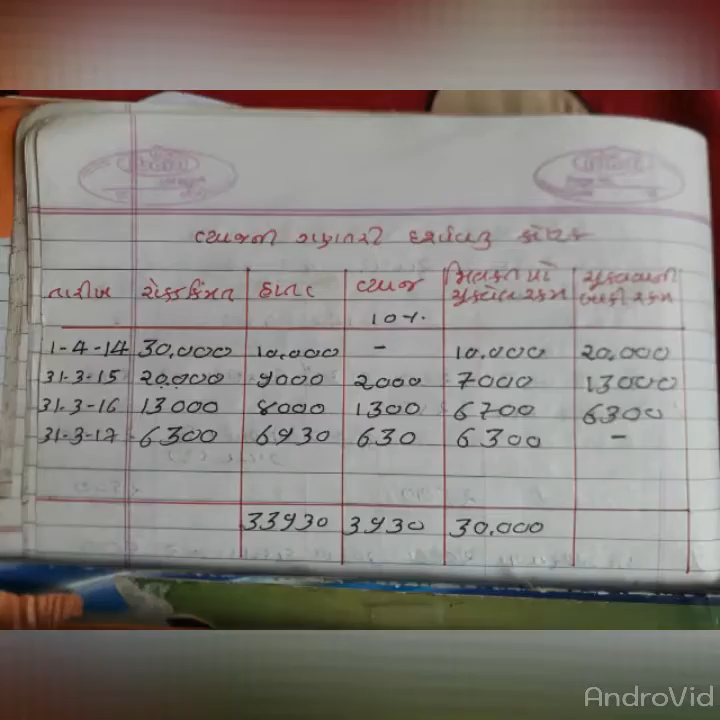 વ્યાજની ગણતરી દર્શાવતુ કોષ્ટક
તારીખ રોકડકિંમત હપ્તો વ્યાજ મિલકત પેટે ચુકવવાની
ચુકવેલ રકમ બાકી રકમ
10%
1-4-14 30,000 10,000 - 10,000 20,000
31-3-15 20,000 9000 2000 7000 13000
31-3-16 13000 8000 1300 6700 6300
31-3-17 6300 6930 630 6300 -
33930 3930 30,000
AndroVid